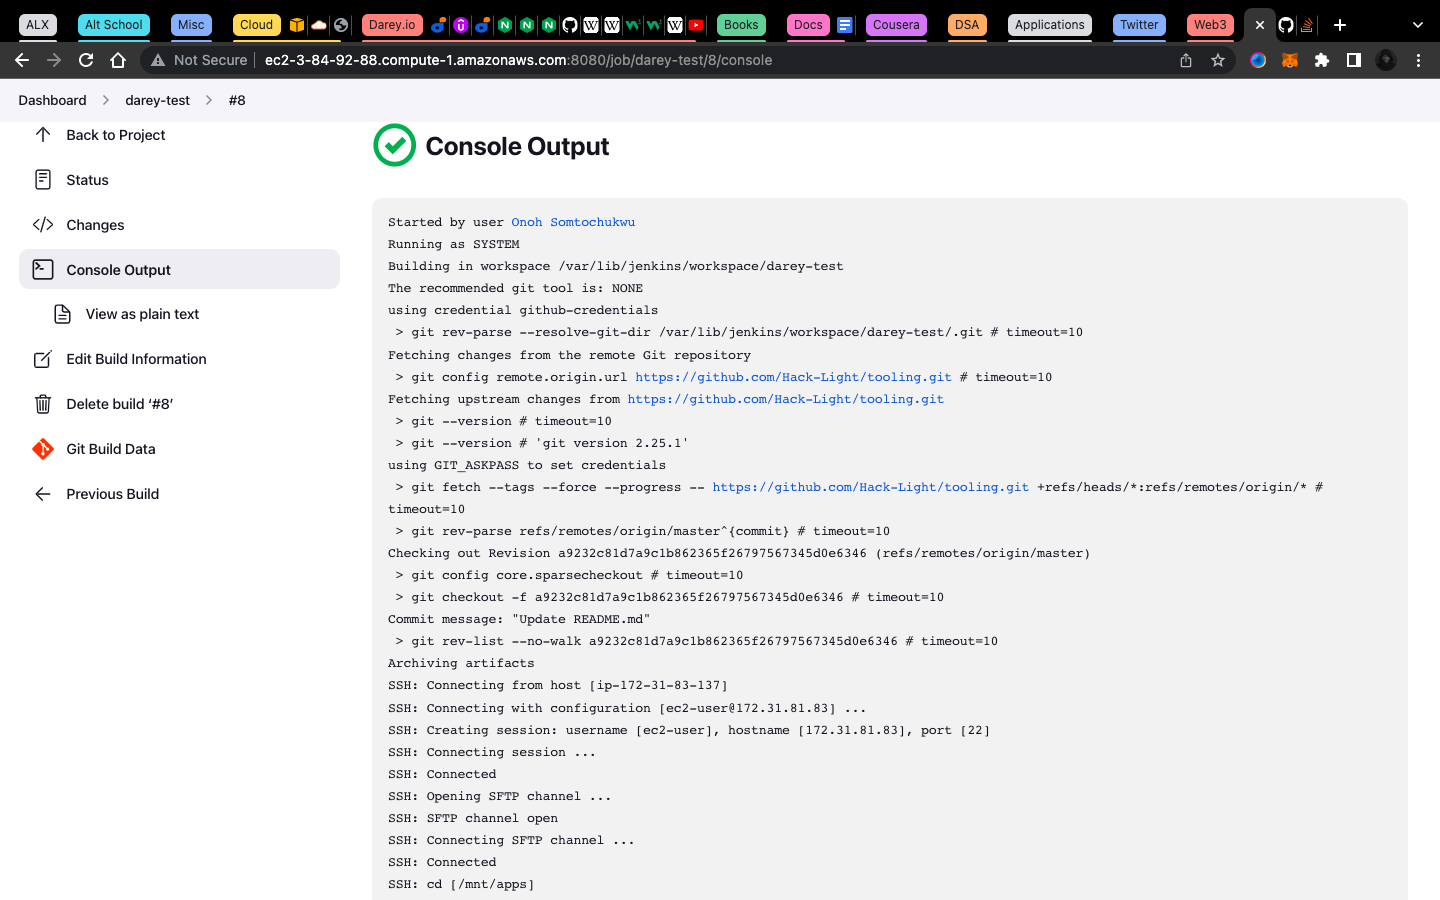 ALX Alt School Misc Cloud Darey.io Books Docs Cousera DSA Applications Twitter Web3
Not Secure ec2-3-84-92-88.compute-1.amazonaws.com:8080/job/darey-test/8/console
Dashboard darey-test #8
Back to Project
Status
Changes
Console Output
View as plain text
Edit Build Information
Delete build ‘#8’
Git Build Data
Previous Build
Console Output
Started by user Onoh Somtochukwu
Running as SYSTEM
Building in workspace /var/lib/jenkins/workspace/darey-test
The recommended git tool is: NONE
using credential github-credentials
> git rev-parse --resolve-git-dir /var/lib/jenkins/workspace/darey-test/.git # timeout=10
Fetching changes from the remote Git repository
> git config remote.origin.url https://github.com/Hack-Light/tooling.git # timeout=10
Fetching upstream changes from https://github.com/Hack-Light/tooling.git
> git --version # timeout=10
> git --version # 'git version 2.25.1'
using GIT_ASKPASS to set credentials
> git fetch --tags --force --progress -- https://github.com/Hack-Light/tooling.git +refs/heads/*:refs/remotes/origin/* #
timeout=10
> git rev-parse refs/remotes/origin/master^{commit} # timeout=10
Checking out Revision a9232c81d7a9c1b862365f26797567345d0e6346 (refs/remotes/origin/master)
> git config core.sparsecheckout # timeout=10
> git checkout -f a9232c81d7a9c1b862365f26797567345d0e6346 # timeout=10
Commit message: "Update README.md"
> git rev-list --no-walk a9232c81d7a9c1b862365f26797567345d0e6346 # timeout=10
Archiving artifacts
SSH: Connecting from host [ip-172-31-83-137]
SSH: Connecting with configuration [ec2-user@172.31.81.83] ...
SSH: Creating session: username [ec2-user], hostname [172.31.81.83], port [22]
SSH: Connecting session ...
SSH: Connected
SSH: Opening SFTP channel ...
SSH: SFTP channel open
SSH: Connecting SFTP channel ...
SSH: Connected
SSH: cd [/mnt/apps]